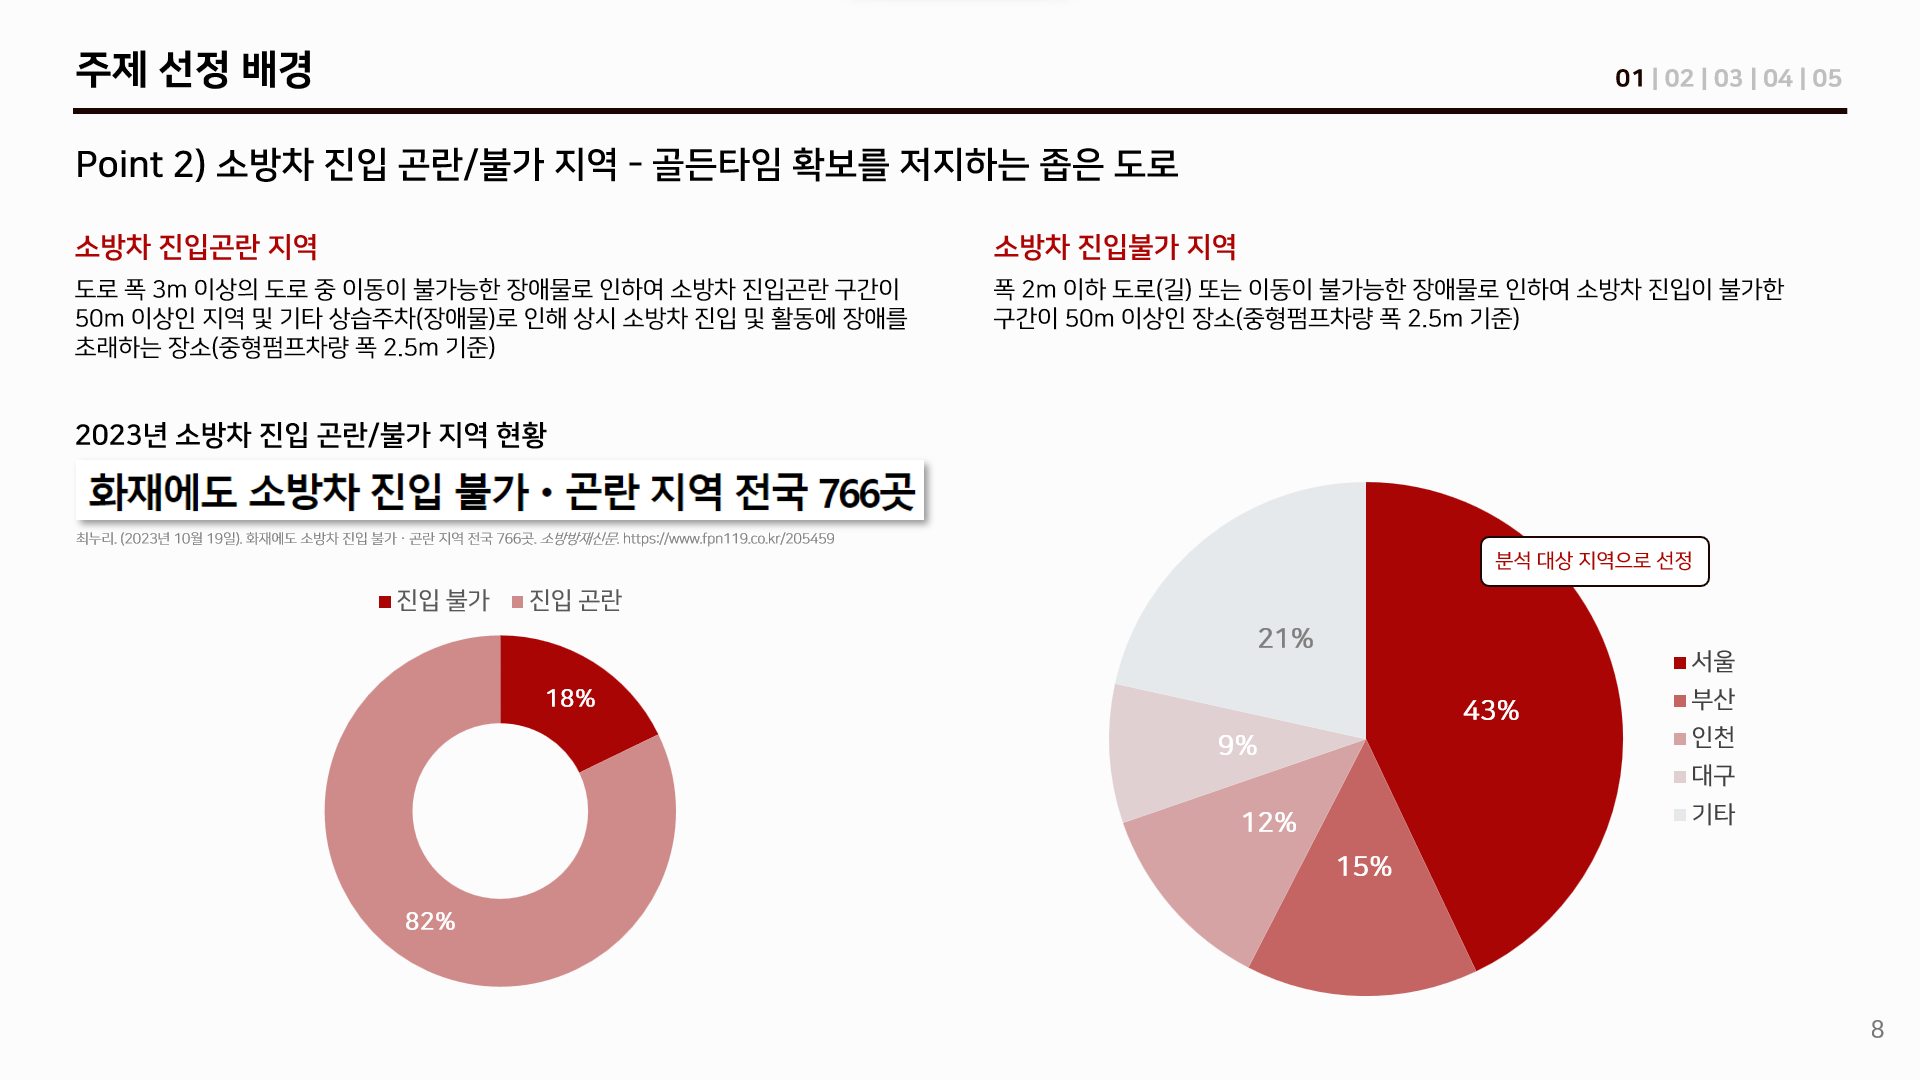 주제 선정 배경
01 | 02 | 03 | 04 | 05
Point 2) 소방차 진입 곤란/불가 지역 - 골든타임 확보를 저지하는 좁은 도로
소방차 진입곤란 지역
도로 폭 3m 이상의 도로 중 이동이 불가능한 장애물로 인하여 소방차 진입곤란 구간이
50m 이상인 지역 및 기타 상습주차(장애물)로 인해 상시 소방차 진입 및 활동에 장애를
초래하는 장소(중형펌프차량 폭 2.5m 기준)
소방차 진입불가 지역
폭 2m 이하 도로(길) 또는 이동이 불가능한 장애물로 인하여 소방차 진입이 불가한
구간이 50m 이상인 장소(중형펌프차량 폭 2.5m 기준)
2023년 소방차 진입 곤란/불가 지역 현황
화재에도 소방차 진입 불가·곤란 지역 전국 766곳
최누리. (2023년 10월 19일). 화재에도 소방차 진입 불가·곤란 지역 전국 766곳. 소방방재신문. https://www.fpn119.co.kr/205459
진입 불가 진입 곤란
18%
82%
분석 대상 지역으로 선정
21%
43%
9%
12%
15%
서울
부산
인천
대구
기타
8